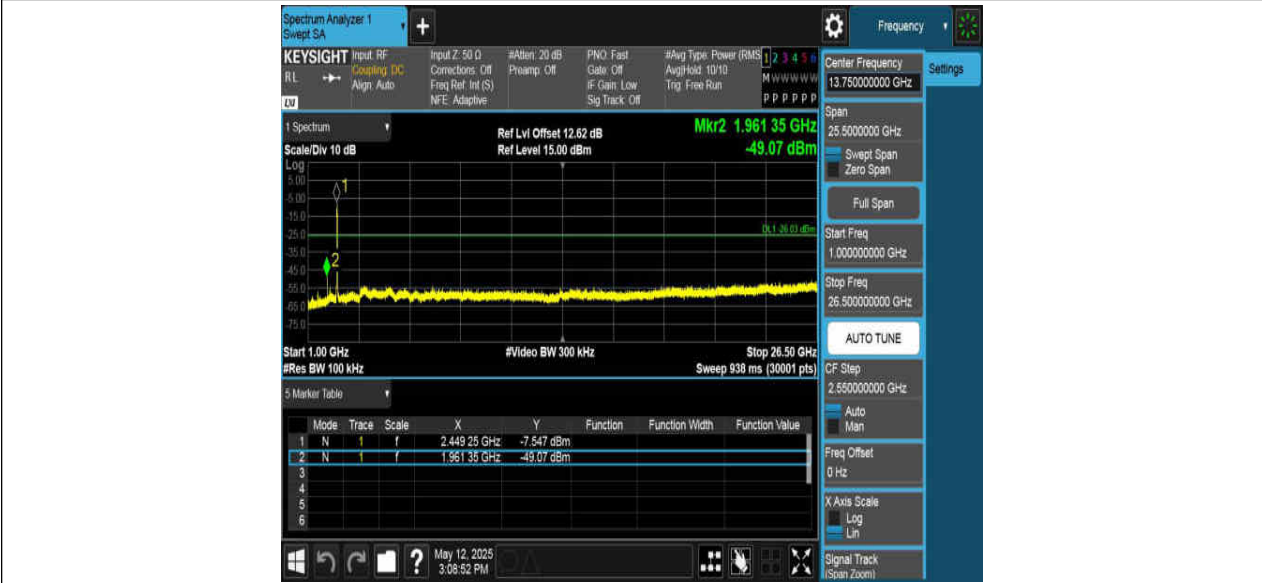 Spectrum Analyzer 1
Swept SA
+
Frequency
KEYSIGHT Input: RF
RL
Coupling: DC
Align: Auto
LXI
Input Z: 50 Ω
Corrections: Off
Freq Ref: Int (S)
NFE: Adaptive
#Atten: 20 dB
Preamp: Off
PNO: Fast
Gate: Off
IF Gain: Low
Sig Track: Off
#Avg Type: Power (RMS
Avg|Hold: 10/10
Trig: Free Run
1 2 3 4 5 6
M W W W W W
P P P P P P
1 Spectrum
Scale/Div 10 dB
Ref Lvl Offset 12.62 dB
Ref Level 15.00 dBm
Mkr2 1.961 35 GHz
-49.07 dBm
Log
5.00
-5.00
-15.0
-25.0
-35.0
-45.0
-55.0
-65.0
-75.0
1
2
DL1 -26.03 dBm
Start 1.00 GHz
#Res BW 100 kHz
#Video BW 300 kHz
Stop 26.50 GHz
Sweep 938 ms (30001 pts)
5 Marker Table
Mode Trace Scale X Y Function Function Width Function Value
1 N 1 f 2.449 25 GHz -7.547 dBm
2 N 1 f 1.961 35 GHz -49.07 dBm
3
4
5
6
?
May 12, 2025
3:08:52 PM
Center Frequency
13.750000000 GHz
Settings
Span
25.5000000 GHz
Swept Span
Zero Span
Full Span
Start Freq
1.000000000 GHz
Stop Freq
26.500000000 GHz
AUTO TUNE
CF Step
2.550000000 GHz
Auto
Man
Freq Offset
0 Hz
X Axis Scale
Log
Lin
Signal Track
(Span Zoom)